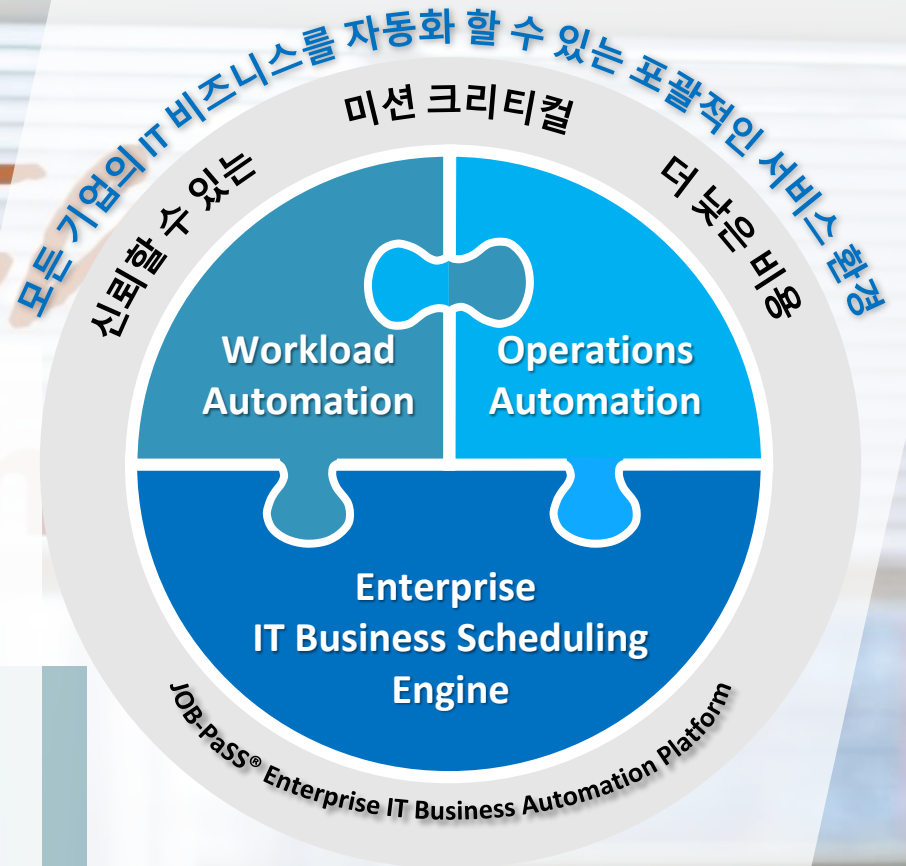 모든 기업의 IT 비즈니스를 자동화 할 수 있는 포괄적인 서비스 환경
신뢰할 수 있는
미션 크리티컬
더 낮은 비용
Workload
Automation
Operations
Automation
Enterprise
IT Business Scheduling
Engine
JOB-PaSS® Enterprise IT Business Automation Platform